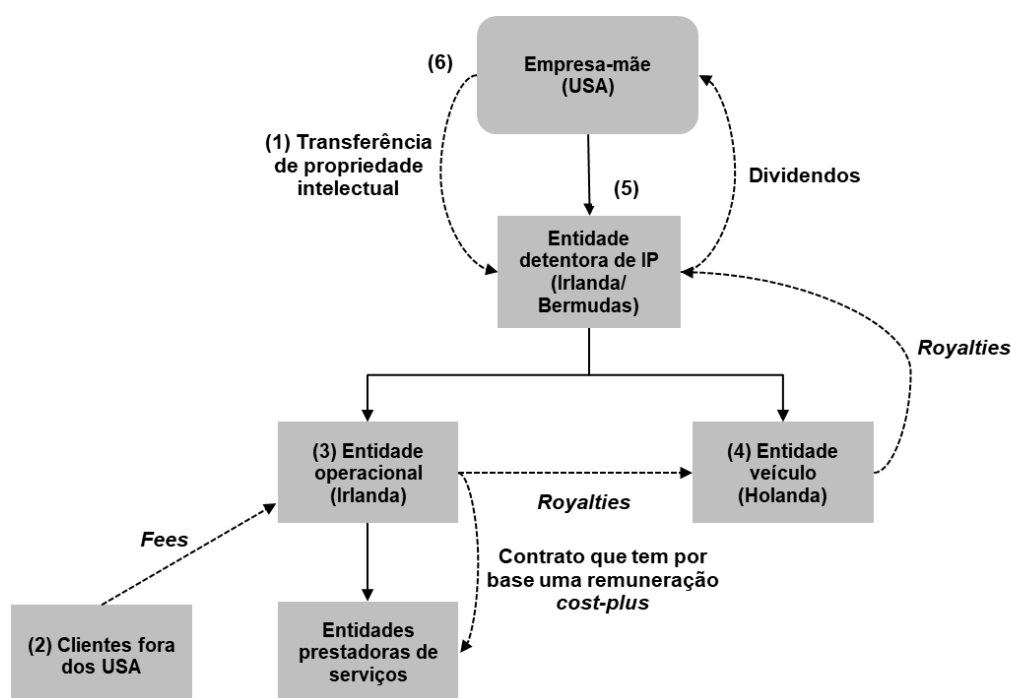 (6)
Empresa-mãe
(USA)
(1) Transferência
de propriedade
intelectual
Dividendos
(5)
Entidade
detentora de IP
(Irlanda/
Bermudas)
Royalties
(3) Entidade
operacional
(Irlanda)
(4) Entidade
veículo
(Holanda)
Royalties
Fees
Contrato que tem por
base uma remuneração
cost-plus
(2) Clientes fora
dos USA
Entidades
prestadoras de
serviços